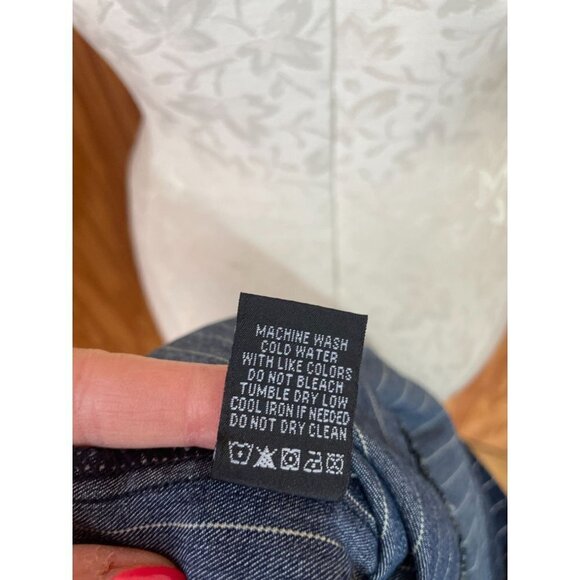 MACHINE WASH
COLD WATER
WITH LIKE COLORS
DO NOT BLEACH
TUMBLE DRY LOW
COOL IRON IF NEEDED
DO NOT DRY CLEAN